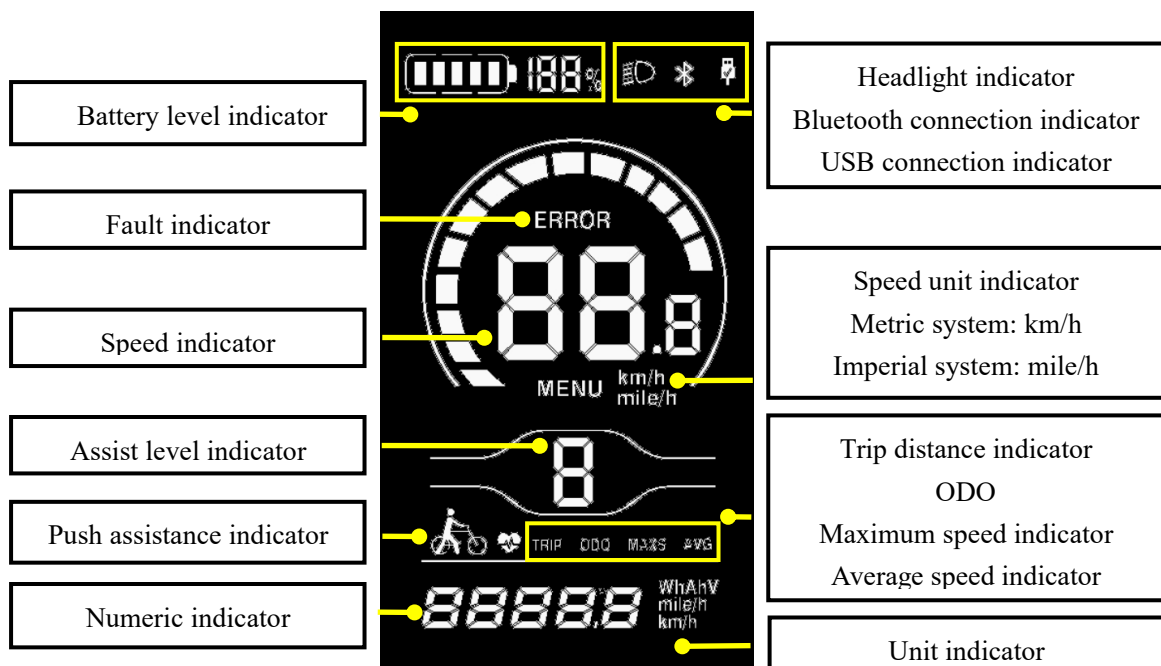 Battery level indicator
Fault indicator
Speed indicator
Assist level indicator
Push assistance indicator
Numeric indicator
188%
ERROR
88.8
MENU
km/h
mile/h
8
TRIP ODO MAXS AVG
8888.8
WhAhV
mile/h
km/h
Headlight indicator
Bluetooth connection indicator
USB connection indicator
Speed unit indicator
Metric system: km/h
Imperial system: mile/h
Trip distance indicator
ODO
Maximum speed indicator
Average speed indicator
Unit indicator